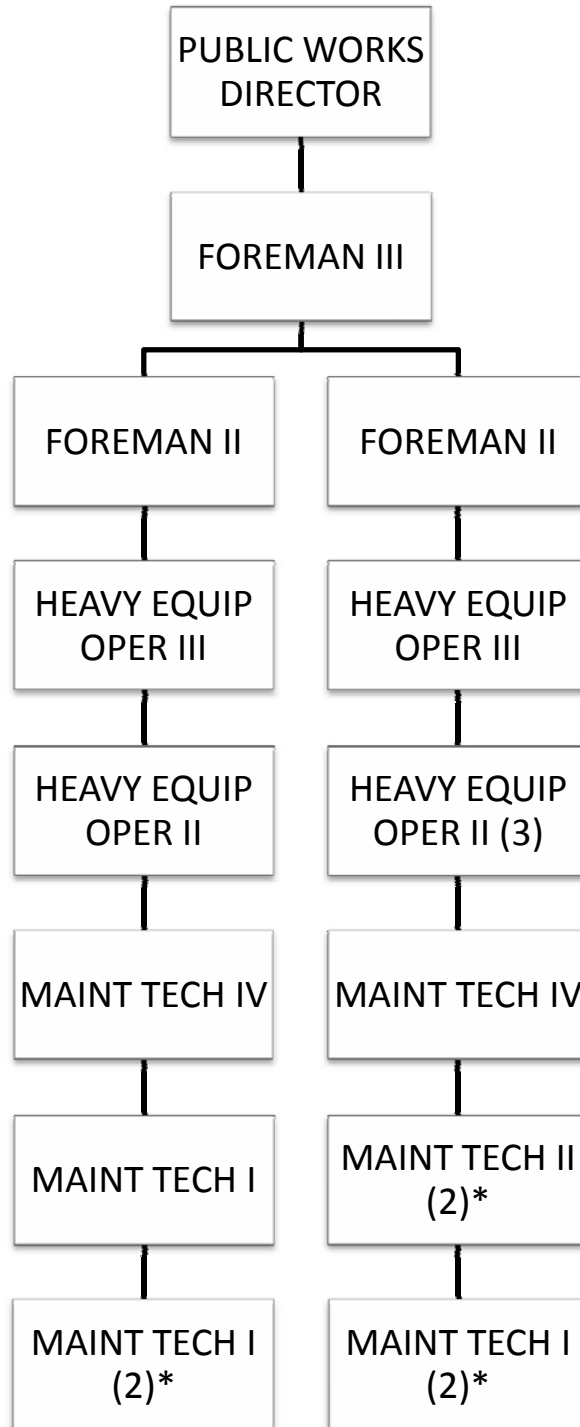 PUBLIC WORKS
DIRECTOR
FOREMAN III
FOREMAN II
FOREMAN II
HEAVY EQUIP
OPER III
HEAVY EQUIP
OPER III
HEAVY EQUIP
OPER II
HEAVY EQUIP
OPER II (3)
MAINT TECH IV
MAINT TECH IV
MAINT TECH I
MAINT TECH II
(2)*
MAINT TECH I
(2)*
MAINT TECH I
(2)*